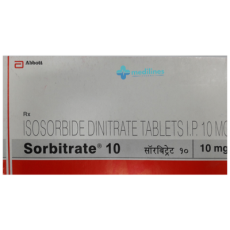 Abbott
Rx
ISOSORBIDE DINITRATE TABLETS I.P 10 MG
Sorbitrate® 10
सॉरबिट्रेट १० 10 mg